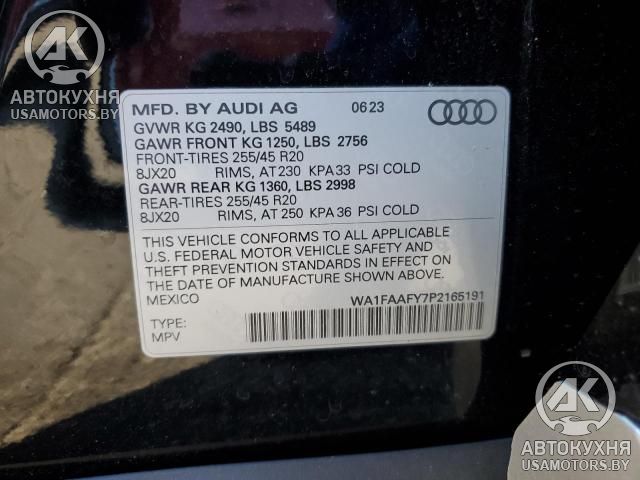 AK
АВТОКУХНЯ
USAMOTORS.BY
MFD. BY AUDI AG 06 23
GVWR KG 2490, LBS 5489
GAWR FRONT KG 1250, LBS 2756
FRONT-TIRES 255/45 R20
8JX20 RIMS, AT 230 KPA 33 PSI COLD
GAWR REAR KG 1360, LBS 2998
REAR-TIRES 255/45 R20
8JX20 RIMS, AT 250 KPA 36 PSI COLD
THIS VEHICLE CONFORMS TO ALL APPLICABLE
U.S. FEDERAL MOTOR VEHICLE SAFETY AND
THEFT PREVENTION STANDARDS IN EFFECT ON
THE DATE OF MANUFACTURE SHOWN ABOVE.
MEXICO WA1FAAFY7P2165191
TYPE:
MPV
AK
АВТОКУХНЯ
USAMOTORS.BY